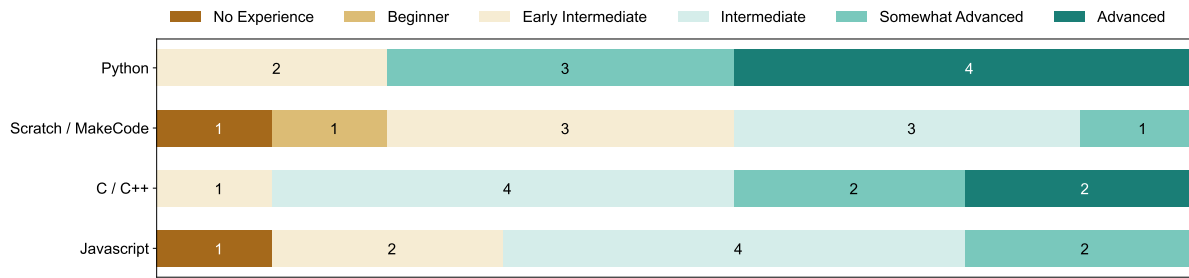 No Experience Beginner Early Intermediate Intermediate Somewhat Advanced Advanced
Python 2 3 4
Scratch / MakeCode 1 1 3 3 1
C / C++ 1 4 2 2
Javascript 1 2 4 2